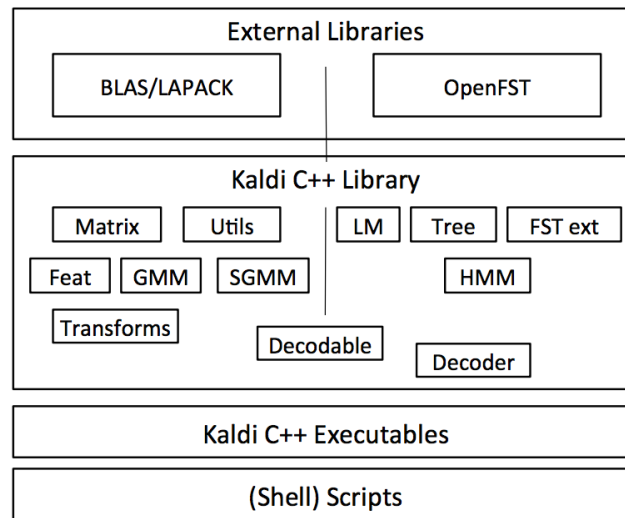 External Libraries
BLAS/LAPACK OpenFST
Kaldi C++ Library
Matrix Utils LM Tree FST ext
Feat GMM SGMM HMM
Transforms
Decodable
Decoder
Kaldi C++ Executables
(Shell) Scripts